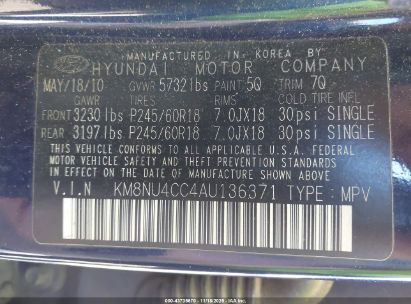 MANUFACTURED IN KOREA BY
HYUNDAI MOTOR COMPANY
MAY/18/10 GVWR 5732lbs PAINT 5Q TRIM 7Q
GAWR TIRES RIMS COLD TIRE INFL
FRONT 3230lbs P245/60R18 7.0JX18 30psi SINGLE
REAR 3197lbs P245/60R18 7.0JX18 30psi SINGLE
THIS VEHICLE CONFORMS TO ALL APPLICABLE U.S.A. FEDERAL
MOTOR VEHICLE SAFETY AND THEFT PREVENTION STANDARDS
IN EFFECT ON THE DATE OF MANUFACTURE SHOWN ABOVE.
V.I.N KM8NU4CC4AU136371 TYPE: MPV